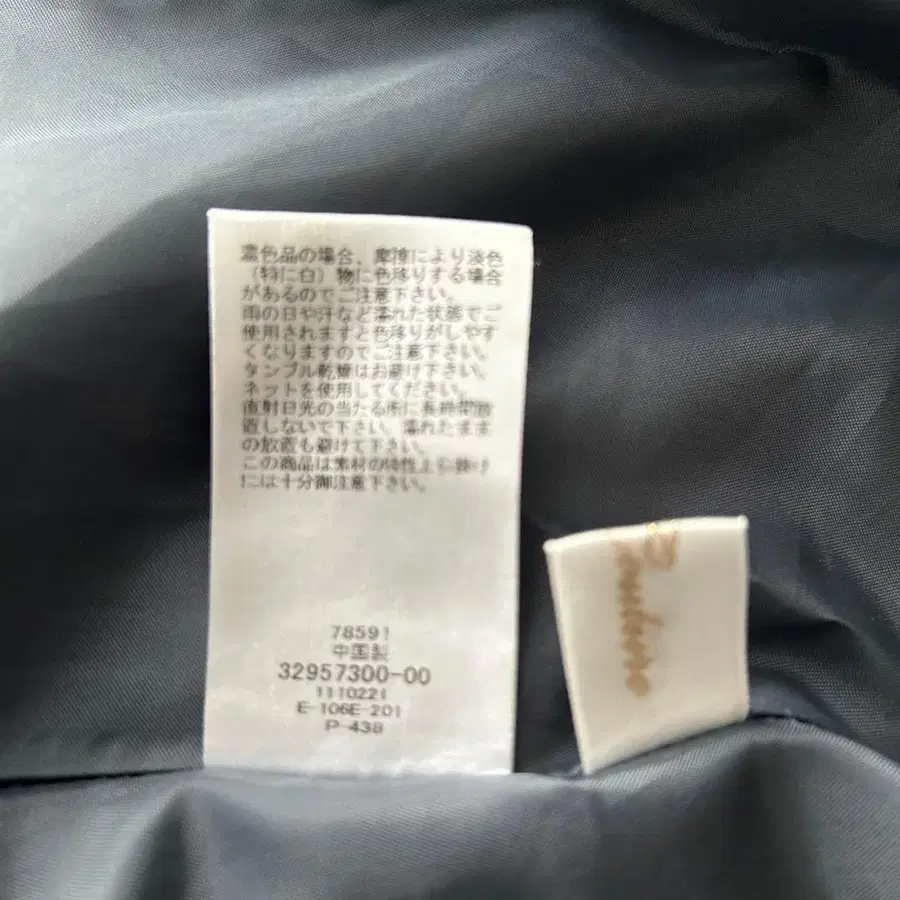 濃色品の場合、摩擦により淡色
（特に白）物に色移りする場合
があるのでご注意下さい。
雨の日や汗など濡れた状態でご
使用されますと色移りがしやす
くなりますのでご注意下さい。
タンブル乾燥はお避け下さい。
ネットを使用してください。
直射日光の当たる所に長時間放
置しないで下さい。濡れたまま
の放置も避けて下さい。
この商品は素材の特性上引掛け
には十分御注意下さい。
78591
中国製
32957300-00
1110221
E-106E-201
P-438